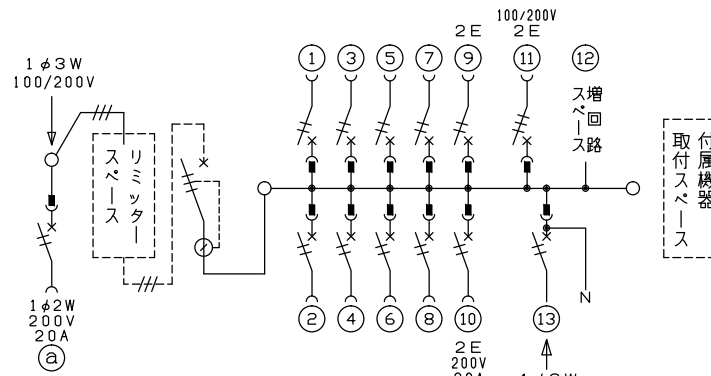 1φ3W
100/200V
リミッター
スペース
1φ2W
200V
20A
ⓐ
100/200V
2E 2E
① ③ ⑤ ⑦ ⑨ ⑪ ⑫
増回路
スペース
付属機器
取付スペース
N
② ④ ⑥ ⑧ ⑩ ⑬
2E
200V